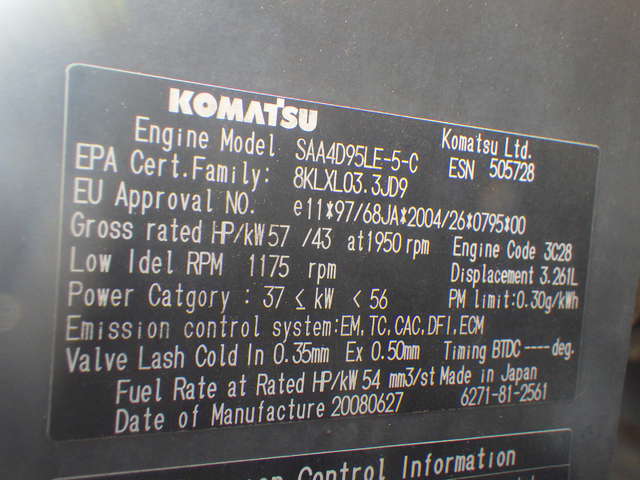 KOMATSU
Komatsu Ltd.
Engine Model SAA4D95LE-5-C ESN 505728
EPA Cert.Family: 8KLXL03.3JD9
EU Approval NO. e11*97/68JA*2004/26*0795*00
Gross rated HP/kW 57 /43 at1950 rpm Engine Code 3C28
Low Idel RPM 1175 rpm Displacement 3.261L
Power Catgory : 37 ≤ kW < 56 PM limit:0.30g/kWh
Emission control system:EM,TC,CAC,DFI,ECM
Valve Lash Cold In 0.35mm Ex 0.50mm Timing BTDC ----deg.
Fuel Rate at Rated HP/kW 54 mm3/st Made in Japan
Date of Manufacture 20080627 6271-81-2561
Control Information